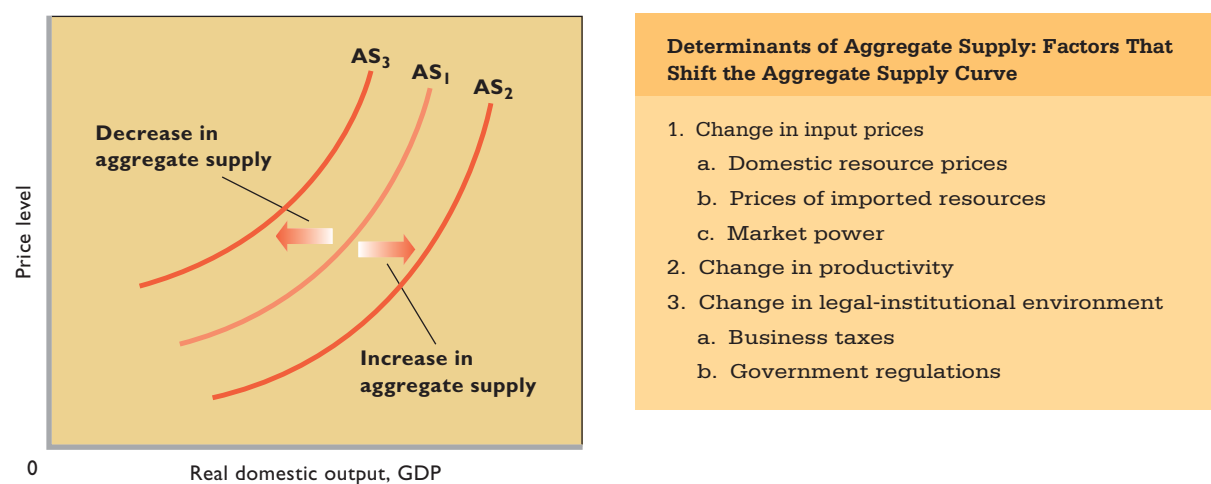 AS3
AS1
AS2
Decrease in
aggregate supply
Increase in
aggregate supply
Price level
0
Real domestic output, GDP
Determinants of Aggregate Supply: Factors That
Shift the Aggregate Supply Curve
1. Change in input prices
a. Domestic resource prices
b. Prices of imported resources
c. Market power
2. Change in productivity
3. Change in legal-institutional environment
a. Business taxes
b. Government regulations